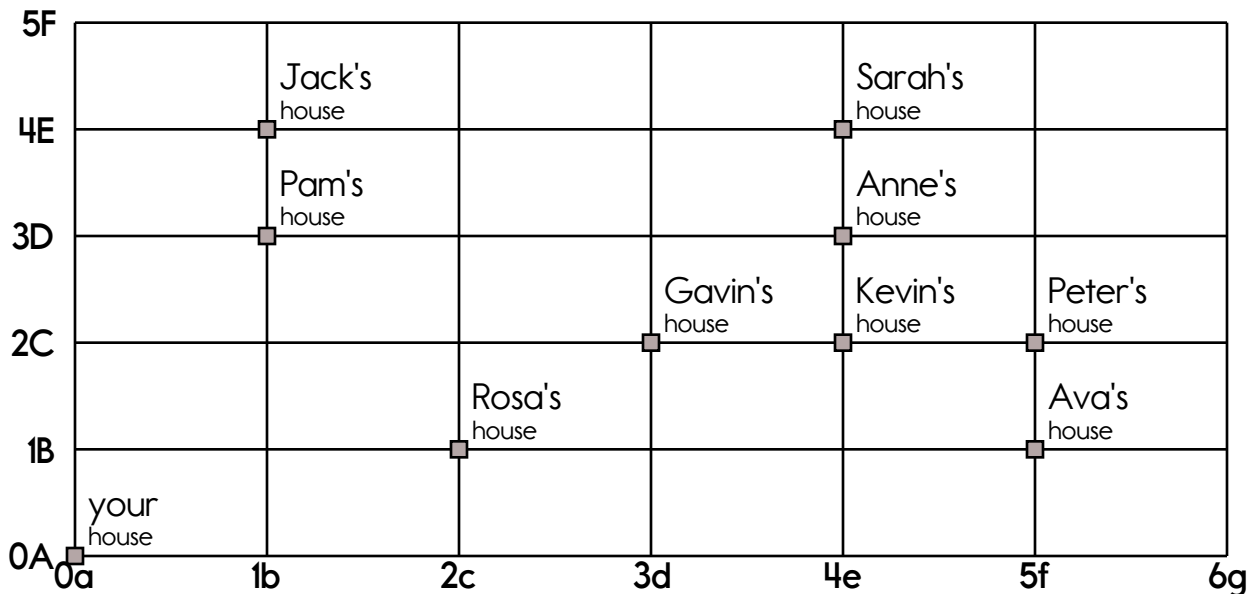 5F
Jack's
house
Sarah's
house
4E
Pam's
house
Anne's
house
3D
Gavin's
house
Kevin's
house
Peter's
house
2C
Rosa's
house
Ava's
house
1B
your
house
0A
0a 1b 2c 3d 4e 5f 6g